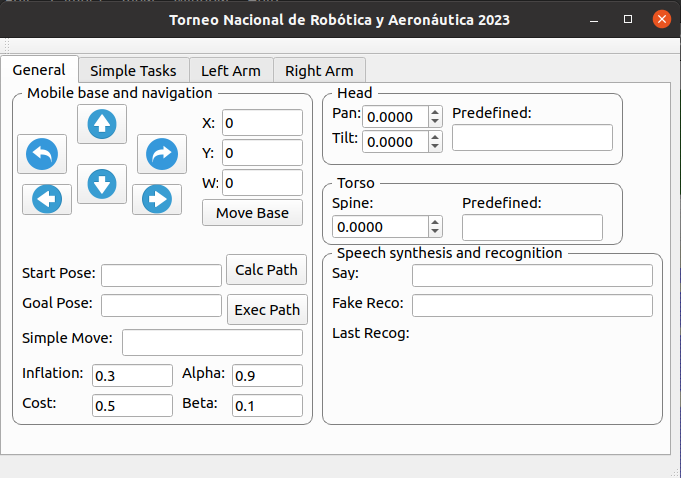 Torneo Nacional de Robótica y Aeronáutica 2023
General Simple Tasks Left Arm Right Arm
Mobile base and navigation
X: 0
Y: 0
W: 0
Move Base
Start Pose: Calc Path
Goal Pose: Exec Path
Simple Move:
Inflation: 0.3 Alpha: 0.9
Cost: 0.5 Beta: 0.1
Head
Pan: 0.0000 Predefined:
Tilt: 0.0000
Torso
Spine: Predefined:
0.0000
Speech synthesis and recognition
Say:
Fake Reco:
Last Recog: